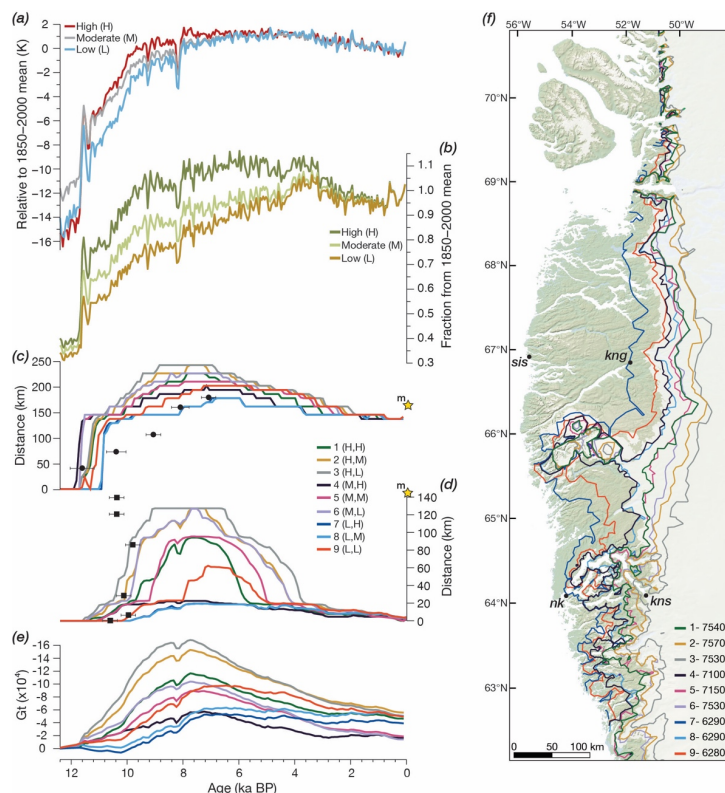 (a)
2
0
−2
−4
−6
−8
−10
−12
−14
−16
Relative to 1850–2000 mean (K)
High (H)
Moderate (M)
Low (L)
(b)
1.1
1.0
0.9
0.8
0.7
0.6
0.5
0.4
0.3
Fraction from 1850–2000 mean
High (H)
Moderate (M)
Low (L)
(c)
250
200
150
100
50
0
Distance (km)
m
1 (H,H)
2 (H,M)
3 (H,L)
4 (M,H)
5 (M,M)
6 (M,L)
7 (L,H)
8 (L,M)
9 (L,L)
m
(d)
140
120
100
80
60
40
20
0
Distance (km)
(e)
-16
-14
-12
-10
-8
-6
-4
-2
0
Gt (x10⁴)
12
10
8
6
4
2
0
Age (ka BP)
(f)
56°W
54°W
52°W
50°W
70°N
69°N
68°N
67°N
66°N
65°N
64°N
63°N
sis
kng
nk
kns
1- 7540
2- 7570
3- 7530
4- 7100
5- 7150
6- 7530
7- 6290
8- 6290
9- 6280
0
50
100 km